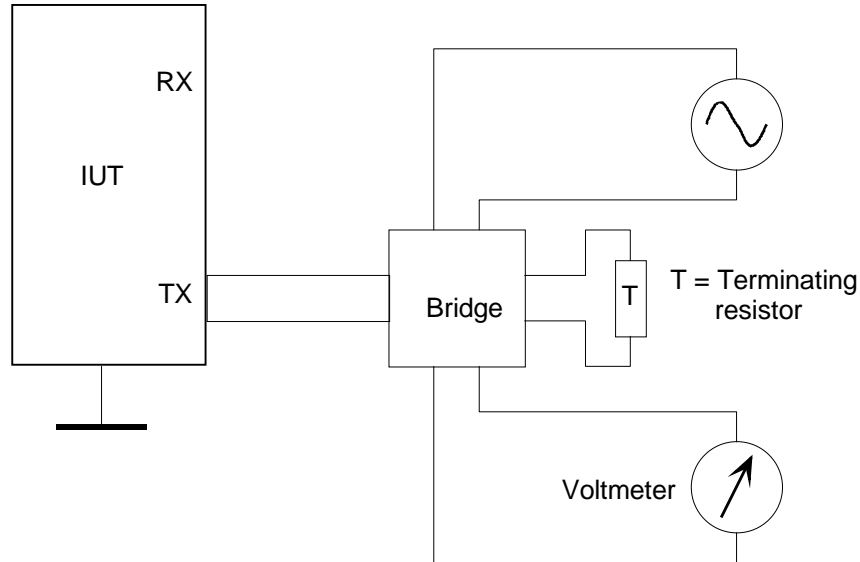 RX
IUT
TX
Bridge
T
T = Terminating
resistor
Voltmeter